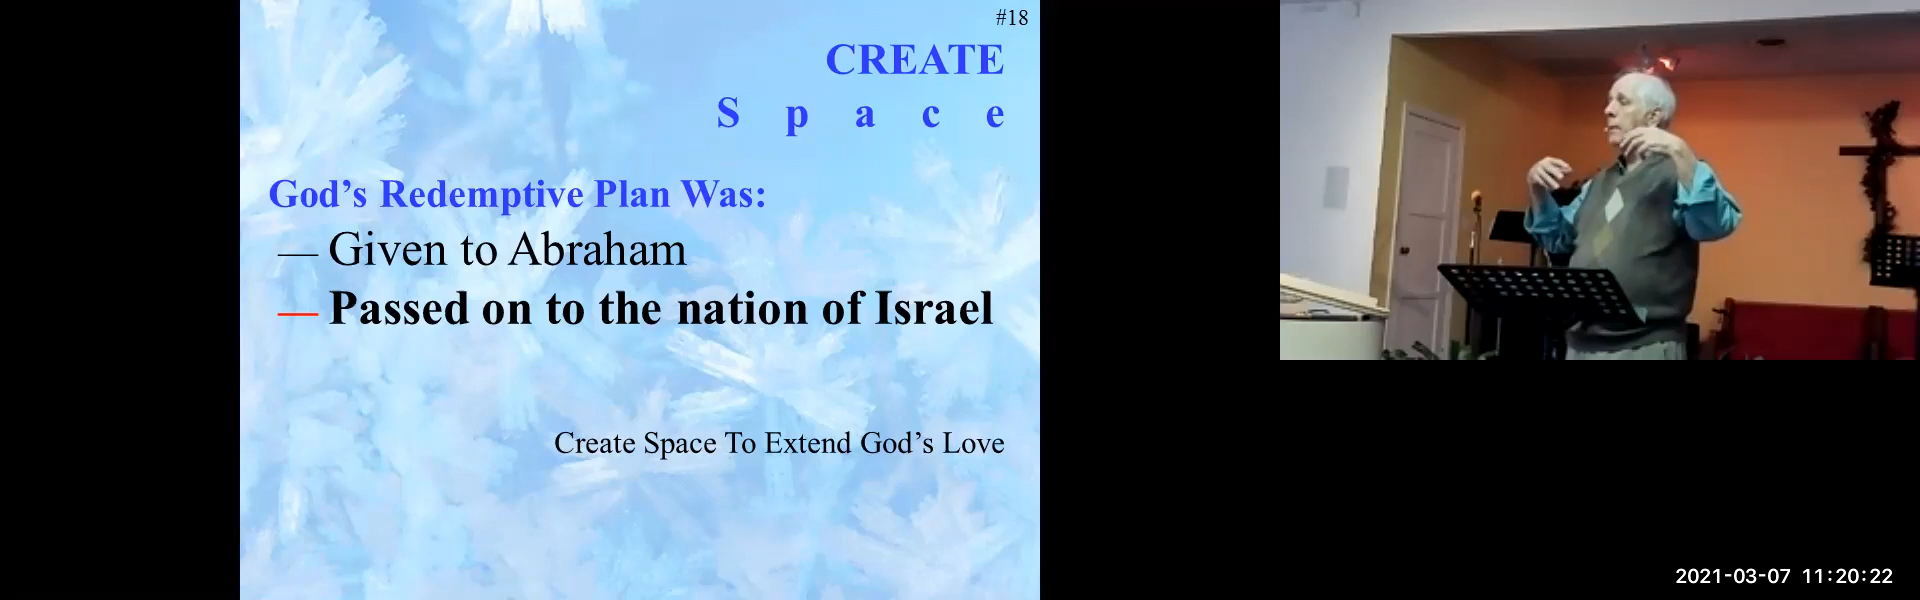 #18
CREATE
S p a c e
God's Redemptive Plan Was:
— Given to Abraham
— Passed on to the nation of Israel
Create Space To Extend God's Love
2021-03-07 11:20:22